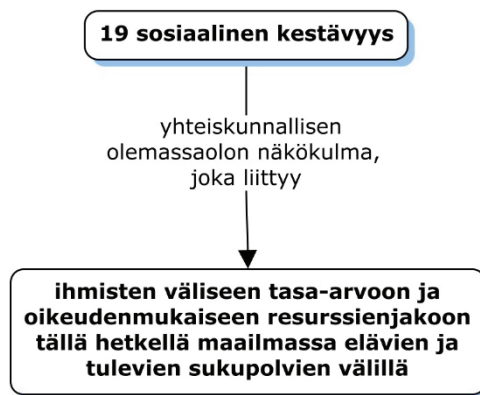 19 sosiaalinen kestävyys
yhteiskunnallisen
olemassaolon näkökulma,
joka liittyy
ihmisten väliseen tasa-arvoon ja
oikeudenmukaiseen resurssienjakoon
tällä hetkellä maailmassa elävien ja
tulevien sukupolvien välillä